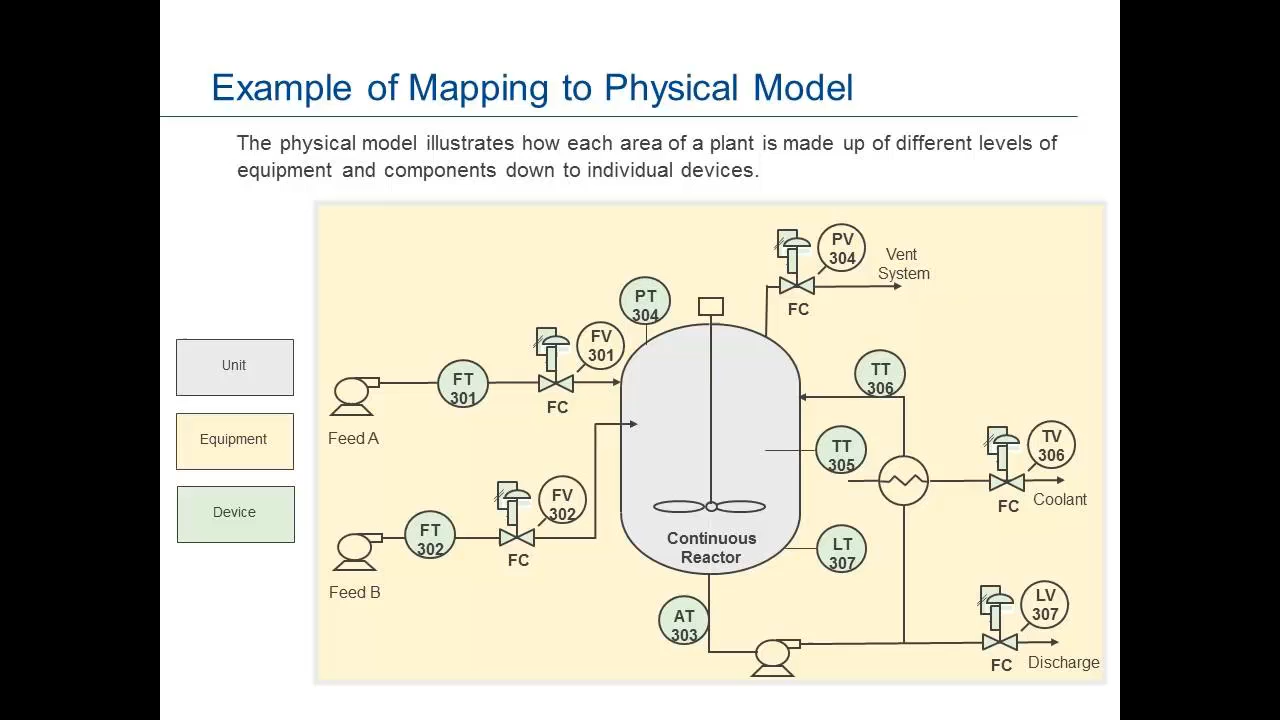 Example of Mapping to Physical Model
The physical model illustrates how each area of a plant is made up of different levels of
equipment and components down to individual devices.
Unit
Equipment
Device
PV
304
Vent
System
FC
PT
304
FV
301
FT
301
FC
Feed A
TT
306
TT
305
TV
306
FC
Coolant
FV
302
FT
302
FC
Feed B
Continuous
Reactor
LT
307
AT
303
LV
307
FC
Discharge